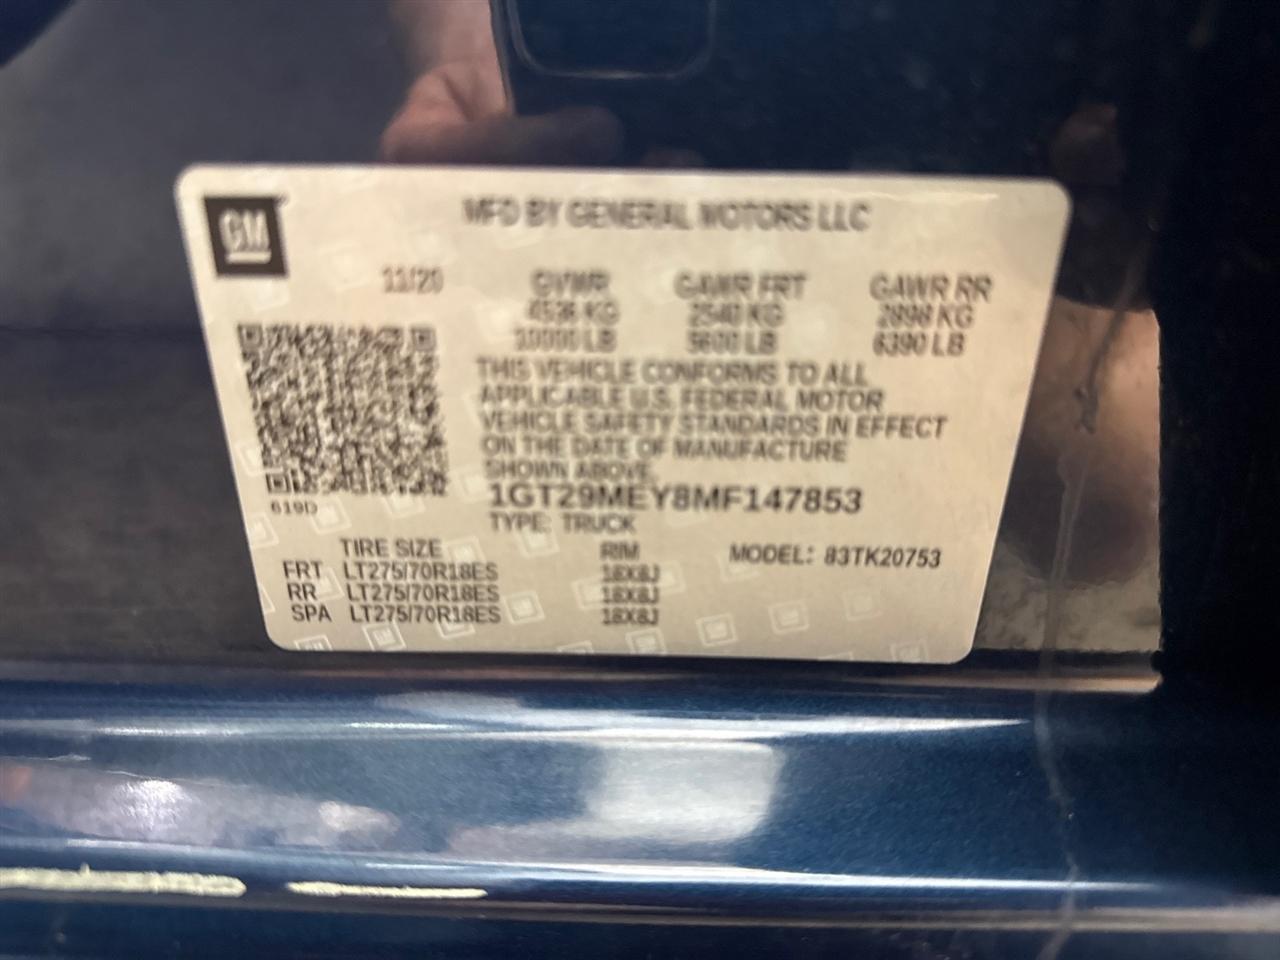 GM
MFD BY GENERAL MOTORS LLC
11/20 GVWR GAWR FRT GAWR RR
4536 KG 2540 KG 2898 KG
10000 LB 5600 LB 6390 LB
THIS VEHICLE CONFORMS TO ALL
APPLICABLE U.S. FEDERAL MOTOR
VEHICLE SAFETY STANDARDS IN EFFECT
ON THE DATE OF MANUFACTURE
SHOWN ABOVE.
1GT29MEY8MF147853
619D
TYPE: TRUCK
TIRE SIZE RIM MODEL: 83TK20753
FRT LT275/70R18ES 18X8J
RR LT275/70R18ES 18X8J
SPA LT275/70R18ES 18X8J